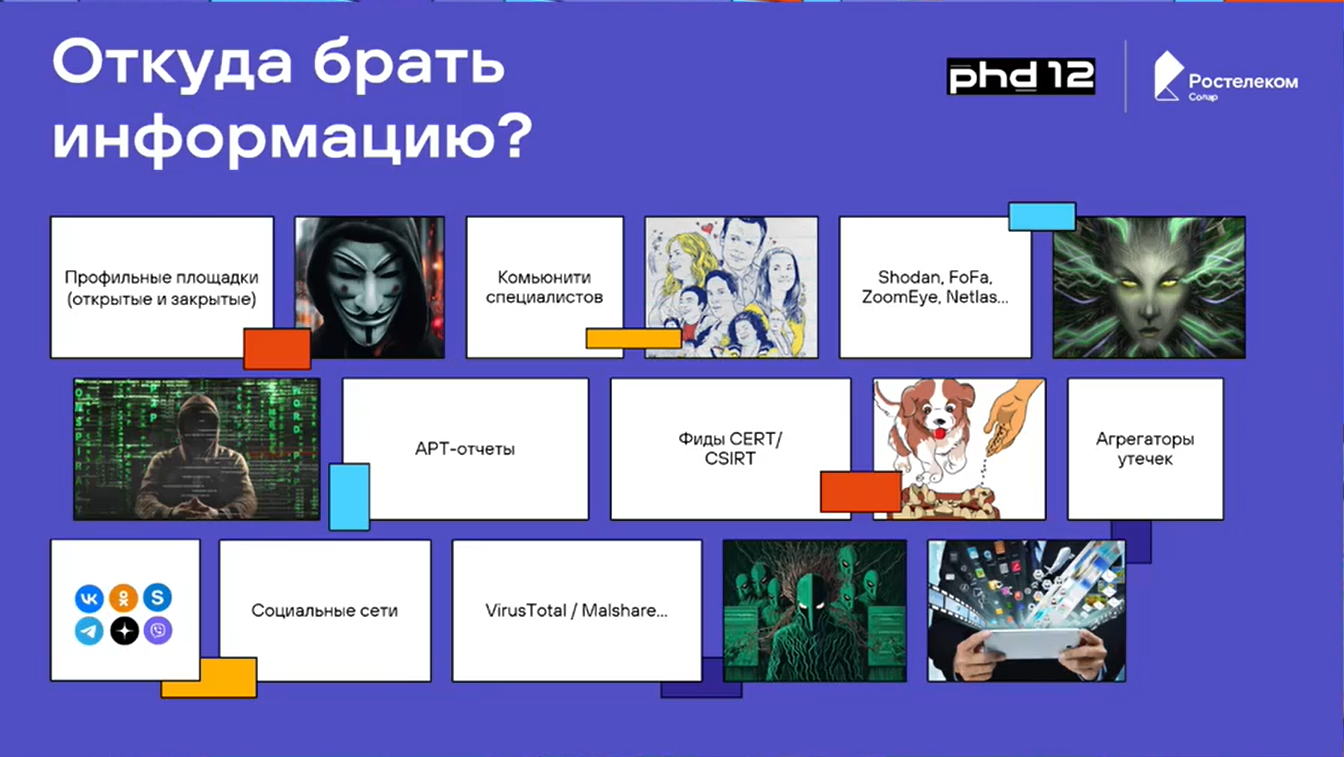 Откуда брать
информацию?
phd 12
Ростелеком
Солар
Профильные площадки
(открытые и закрытые)
Комьюнити
специалистов
Shodan, FoFa,
ZoomEye, Netlas...
APT-отчеты
Фиды CERT/
CSIRT
Агрегаторы
утечек
Социальные сети
VirusTotal / Malshare...